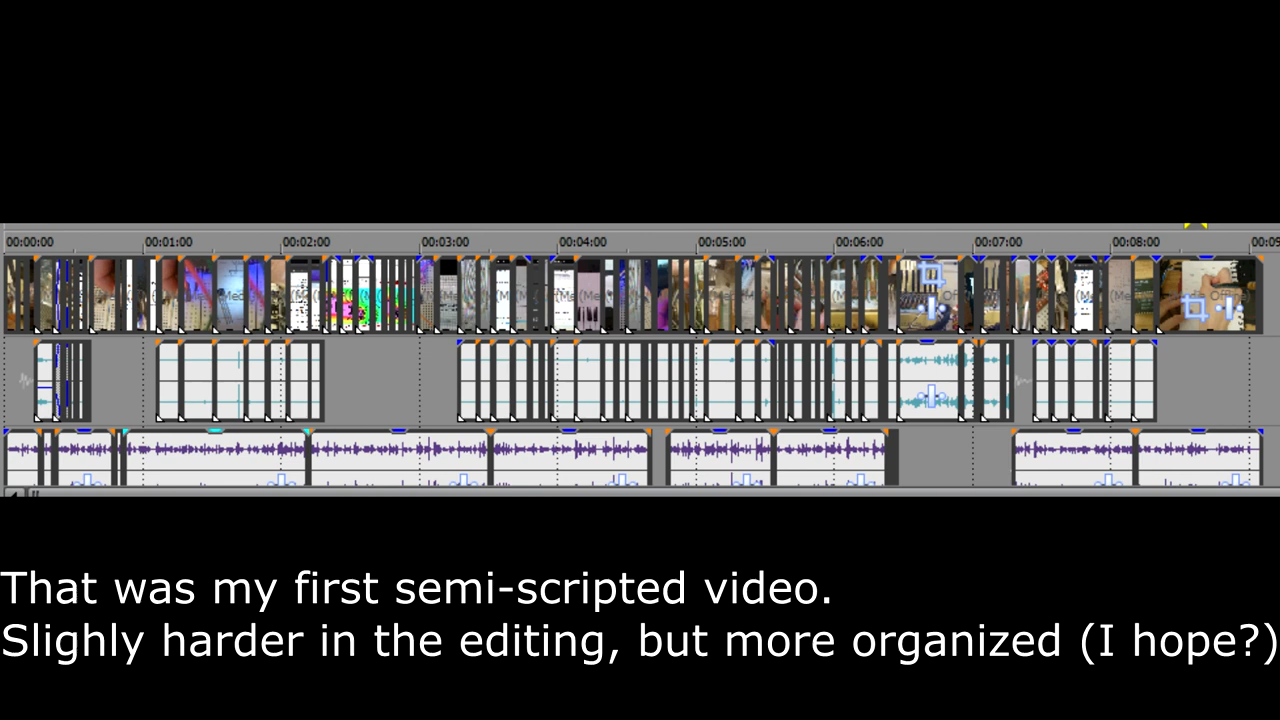 00:00:00 00:01:00 00:02:00 00:03:00 00:04:00 00:05:00 00:06:00 00:07:00 00:08:00
That was my first semi-scripted video.
Slighly harder in the editing, but more organized (I hope?)